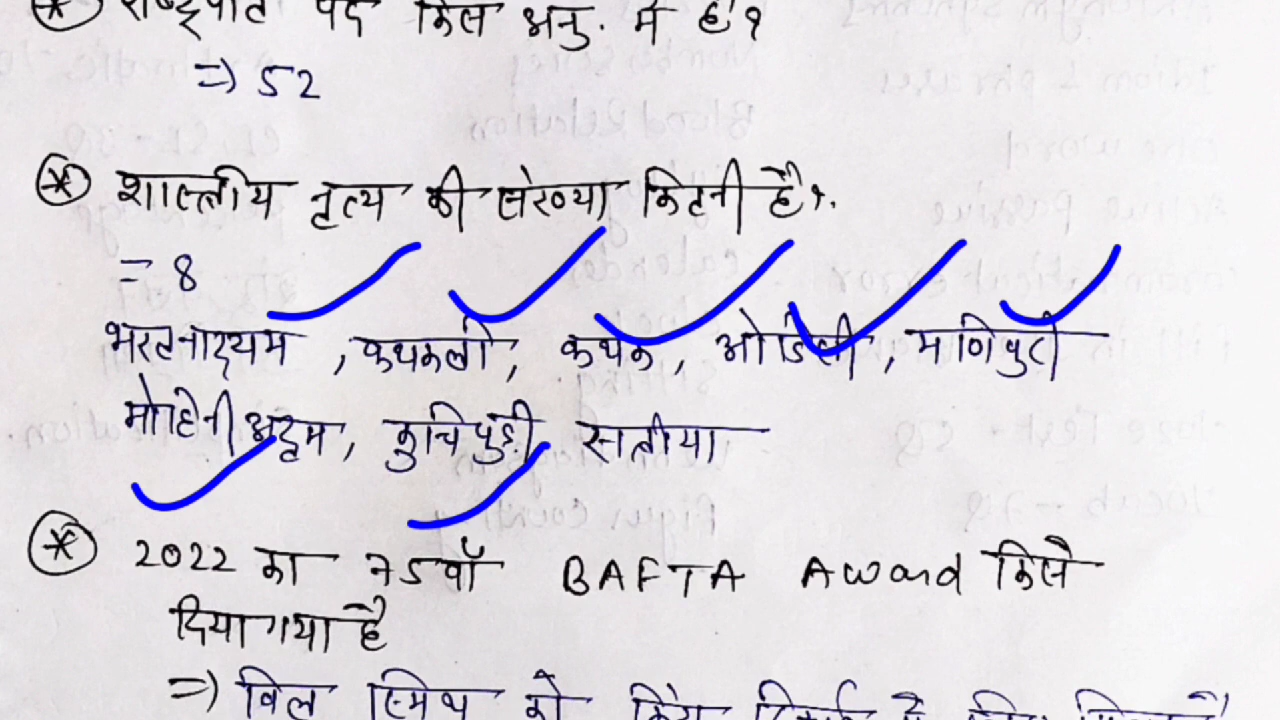 * राष्ट्रपति पद किस अनु. में है?
=> 52
* शास्त्रीय नृत्य की संख्या कितनी है?
= 8
भरतनाट्यम , कथकली, कथक, ओडिसी, मणिपुरी
मोहिनीअट्टम, कुचिपुड़ी, सत्रीया
* 2022 का 75वाँ BAFTA Award किसे
दिया गया है
=> विल स्मिथ को किंग रिचर्ड के लिए